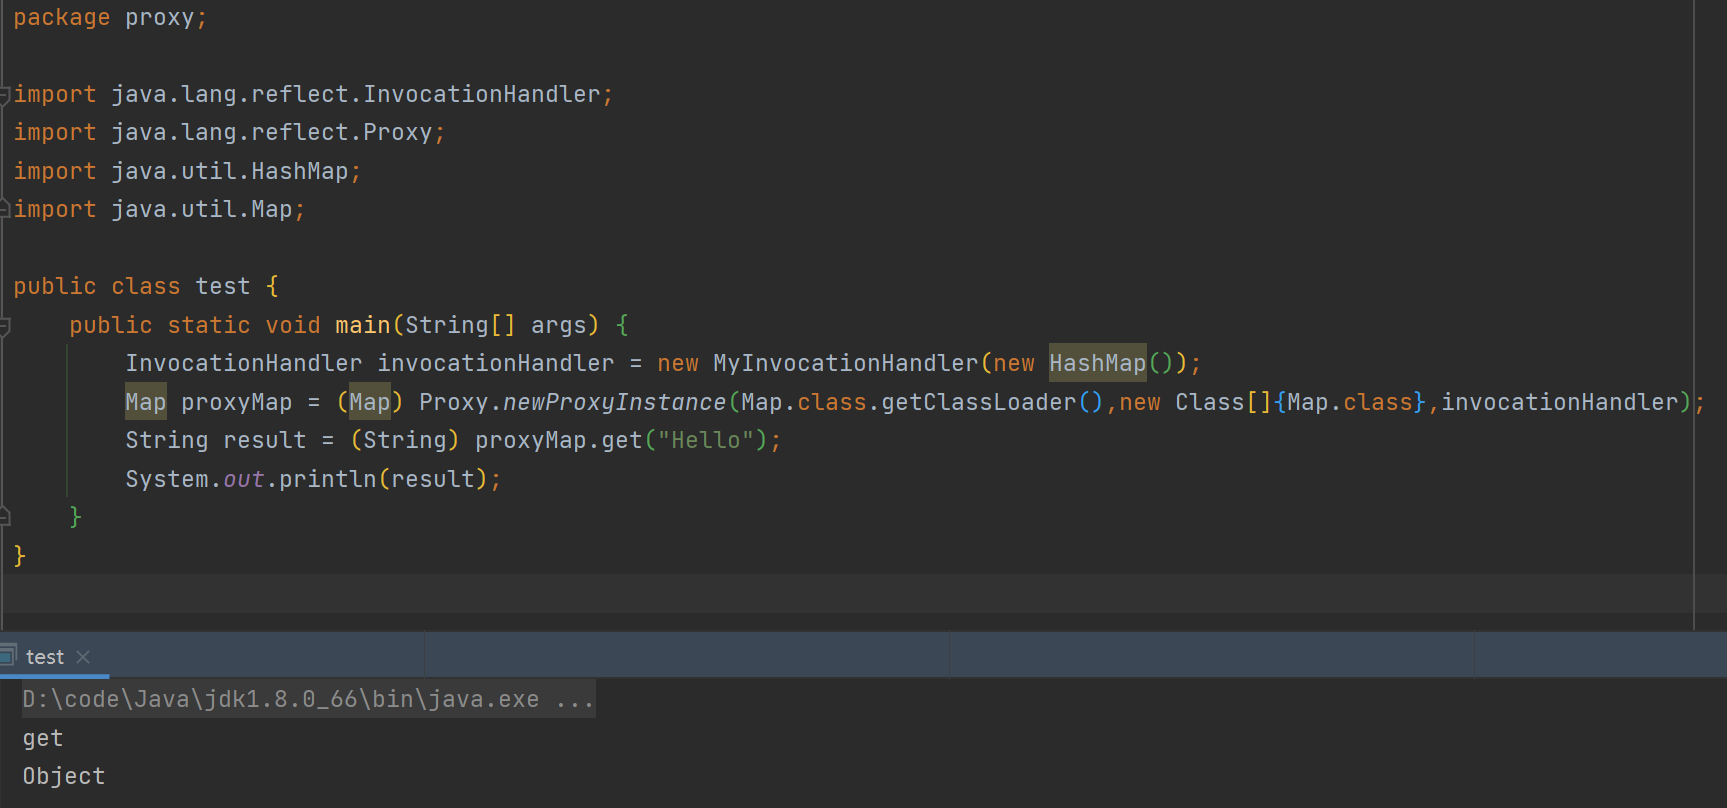 package proxy;
import java.lang.reflect.InvocationHandler;
import java.lang.reflect.Proxy;
import java.util.HashMap;
import java.util.Map;
public class test {
    public static void main(String[] args) {
        InvocationHandler invocationHandler = new MyInvocationHandler(new HashMap());
        Map proxyMap = (Map) Proxy.newProxyInstance(Map.class.getClassLoader(),new Class[]{Map.class},invocationHandler);
        String result = (String) proxyMap.get("Hello");
        System.out.println(result);
    }
}
test
D:\code\Java\jdk1.8.0_66\bin\java.exe ...
get
Object